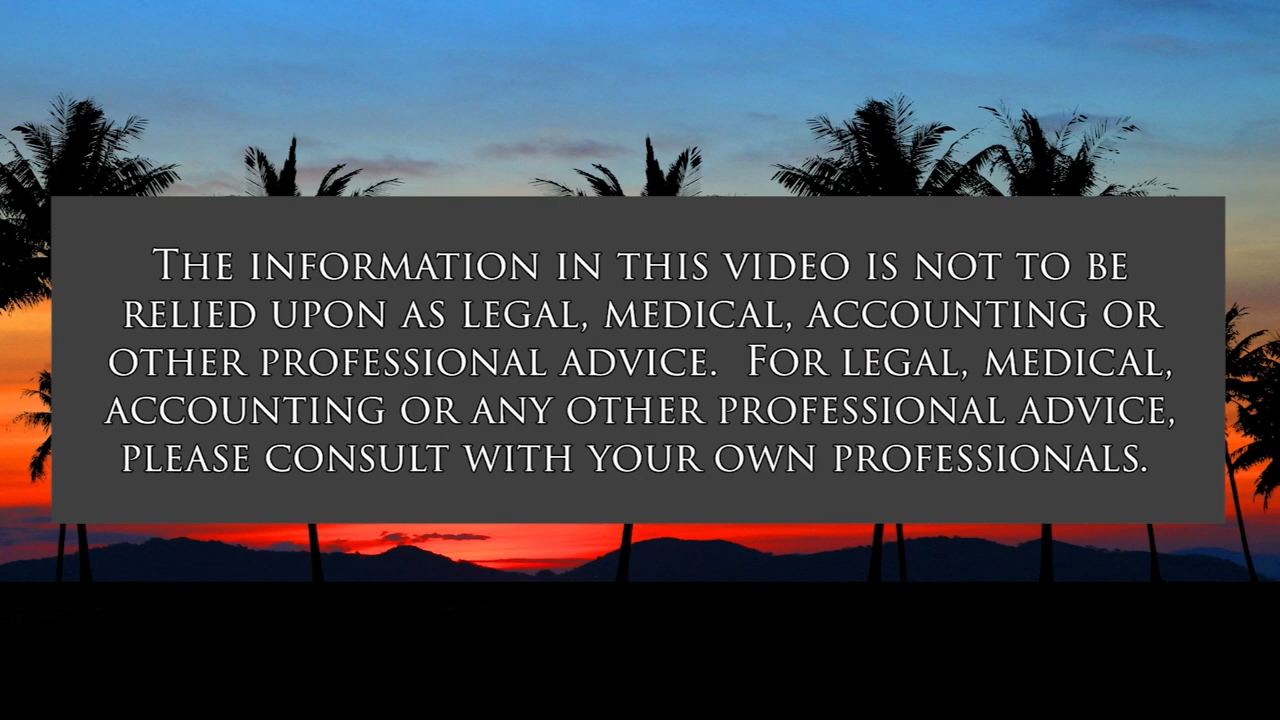 The information in this video is not to be
relied upon as legal, medical, accounting or
other professional advice.  For legal, medical,
accounting or any other professional advice,
please consult with your own professionals.